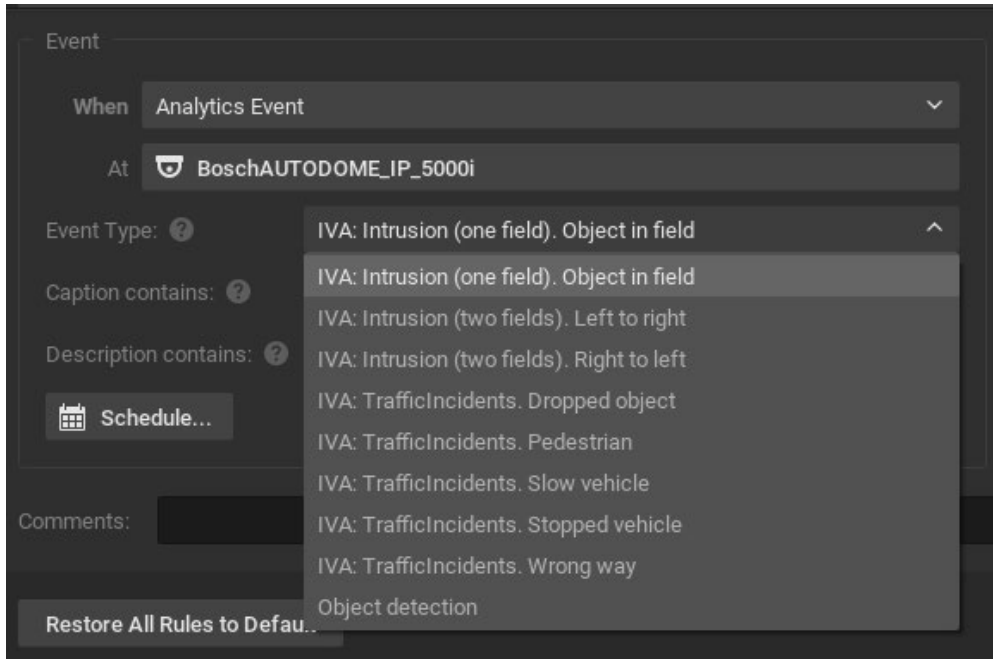 Event
When Analytics Event
At BoschAUTODOME_IP_5000i
Event Type: ? IVA: Intrusion (one field). Object in field
IVA: Intrusion (one field). Object in field
Caption contains: ?
IVA: Intrusion (two fields). Left to right
Description contains: ? IVA: Intrusion (two fields). Right to left
IVA: TrafficIncidents. Dropped object
Schedule...
IVA: TrafficIncidents. Pedestrian
IVA: TrafficIncidents. Slow vehicle
Comments: IVA: TrafficIncidents. Stopped vehicle
IVA: TrafficIncidents. Wrong way
Object detection
Restore All Rules to Defau